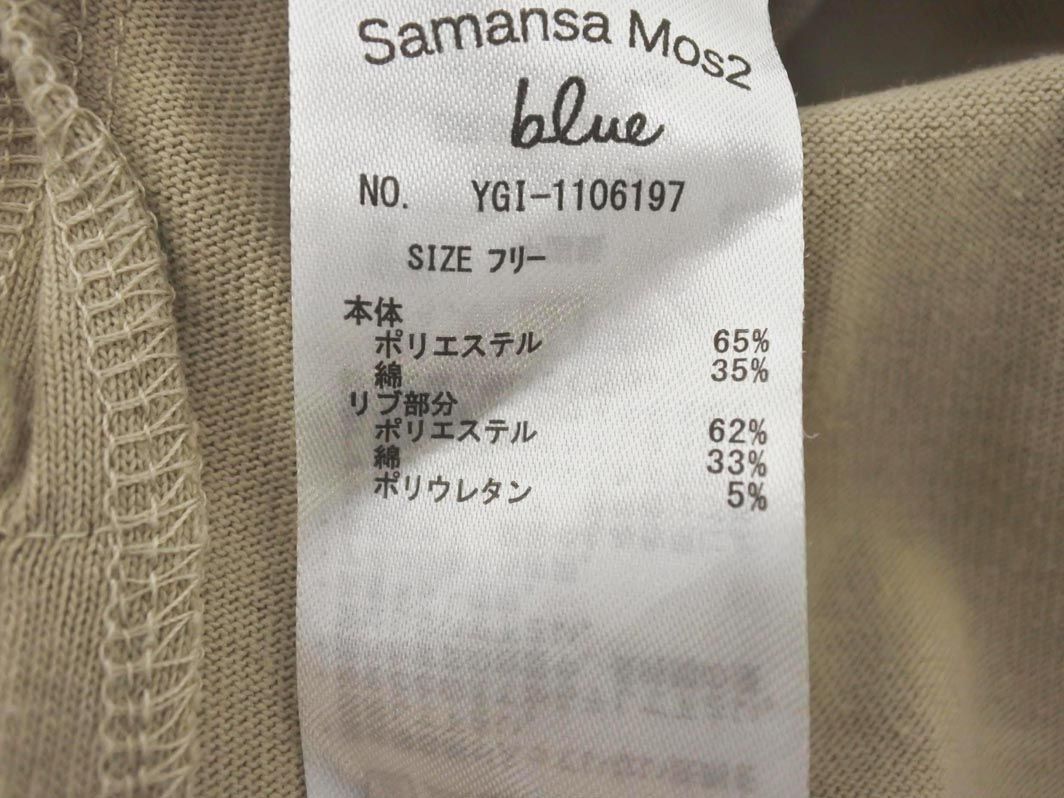 Samansa Mos2
blue
NO. YGI-1106197
SIZE フリー
本体
ポリエステル 65%
綿 35%
リブ部分
ポリエステル 62%
綿 33%
ポリウレタン 5%